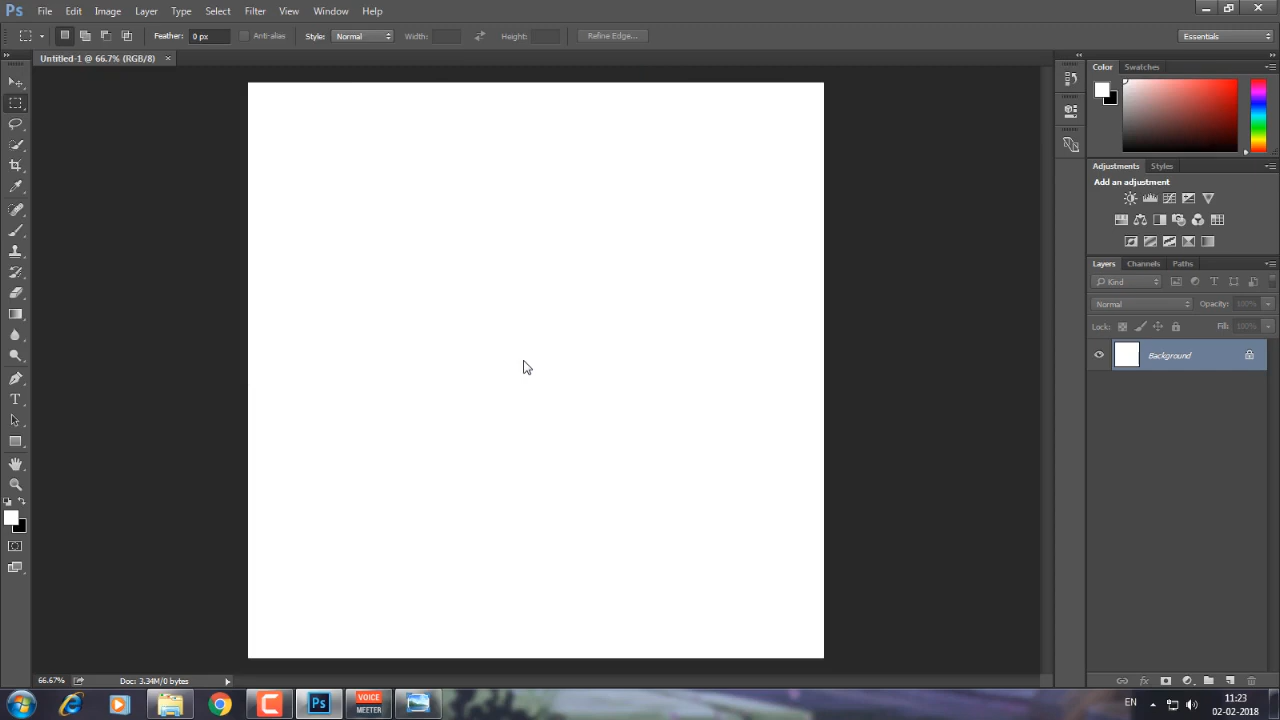 Ps File Edit Image Layer Type Select Filter View Window Help
Feather: 0 px Anti-alias Style: Normal Width: Height: Refine Edge... Essentials
Untitled-1 @ 66.7% (RGB/8) ×
Color Swatches
Adjustments Styles
Add an adjustment
Layers Channels Paths
Kind
Normal Opacity: 100%
Lock: Fill: 100%
Background
66.67% Doc: 3.34M/0 bytes
Ps VOICE MEETER EN 11:23
02-02-2018